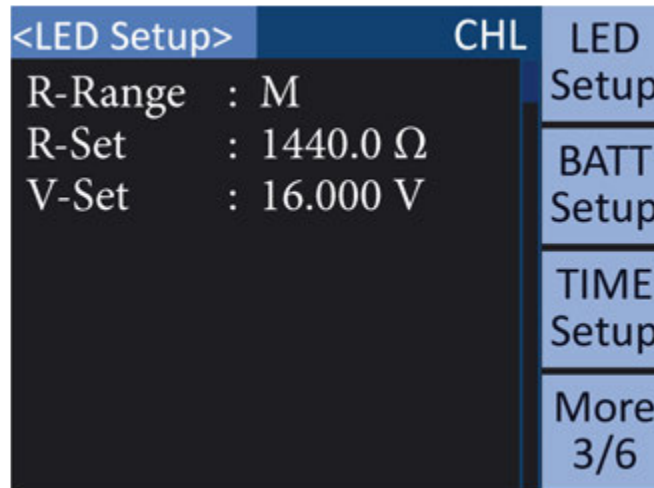 <LED Setup> CHL
R-Range : M
R-Set : 1440.0 Ω
V-Set : 16.000 V
LED
Setup
BATT
Setup
TIME
Setup
More
3/6